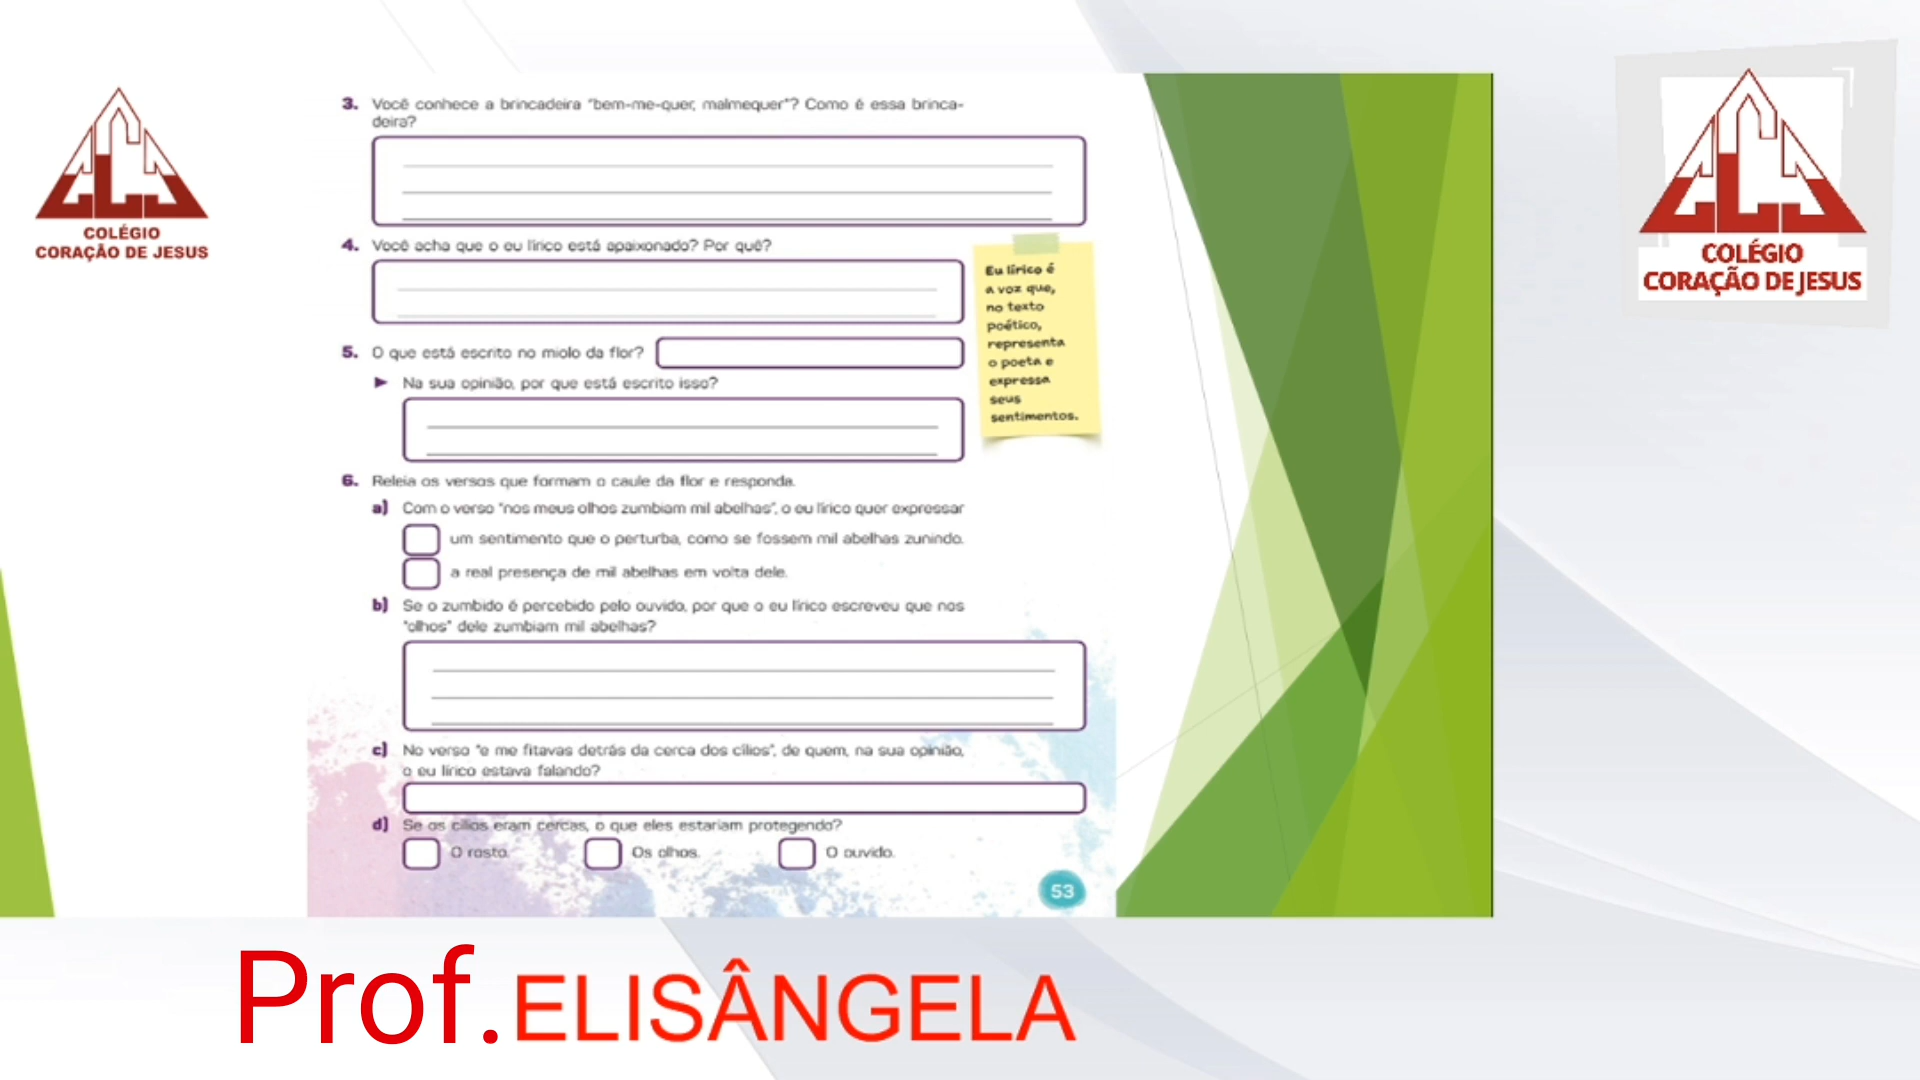 COLÉGIO
CORAÇÃO DE JESUS
3. Você conhece a brincadeira "bem-me-quer, malmequer"? Como é essa brinca-
deira?
4. Você acha que o eu lírico está apaixonado? Por quê?
Eu lírico é
a voz que,
no texto
poético,
representa
o poeta e
expressa
seus
sentimentos.
5. O que está escrito no miolo da flor?
► Na sua opinião, por que está escrito isso?
6. Releia os versos que formam o caule da flor e responda.
a) Com o verso "nos meus olhos zumbiam mil abelhas", o eu lírico quer expressar
um sentimento que o perturba, como se fossem mil abelhas zunindo.
a real presença de mil abelhas em volta dele.
b) Se o zumbido é percebido pelo ouvido, por que o eu lírico escreveu que nos
"olhos" dele zumbiam mil abelhas?
c) No verso "e me fitavas detrás da cerca dos cílios", de quem, na sua opinião,
o eu lírico estava falando?
d) Se os cílios eram cercas, o que eles estariam protegendo?
O rosto. Os olhos. O ouvido.
53
COLÉGIO
CORAÇÃO DE JESUS
Prof. ELISÂNGELA